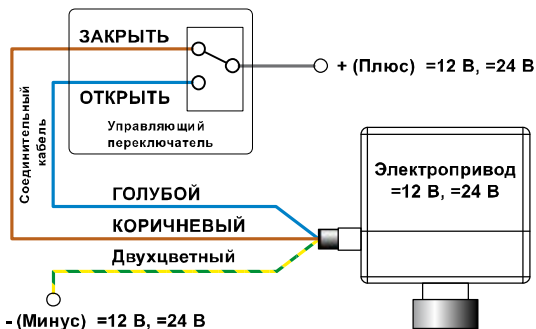 ЗАКРЫТЬ
+ (Плюс) =12 В, =24 В
ОТКРЫТЬ
Управляющий
переключатель
Соединительный
кабель
Электропривод
=12 В, =24 В
ГОЛУБОЙ
КОРИЧНЕВЫЙ
Двухцветный
- (Минус) =12 В, =24 В